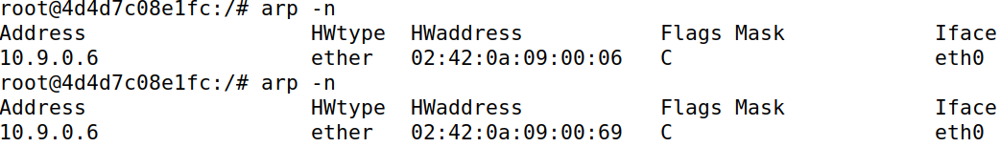 root@4d4d7c08e1fc:/# arp -n
Address                  HWtype  HWaddress           Flags Mask            Iface
10.9.0.6                 ether   02:42:0a:09:00:06   C                     eth0
root@4d4d7c08e1fc:/# arp -n
Address                  HWtype  HWaddress           Flags Mask            Iface
10.9.0.6                 ether   02:42:0a:09:00:69   C                     eth0